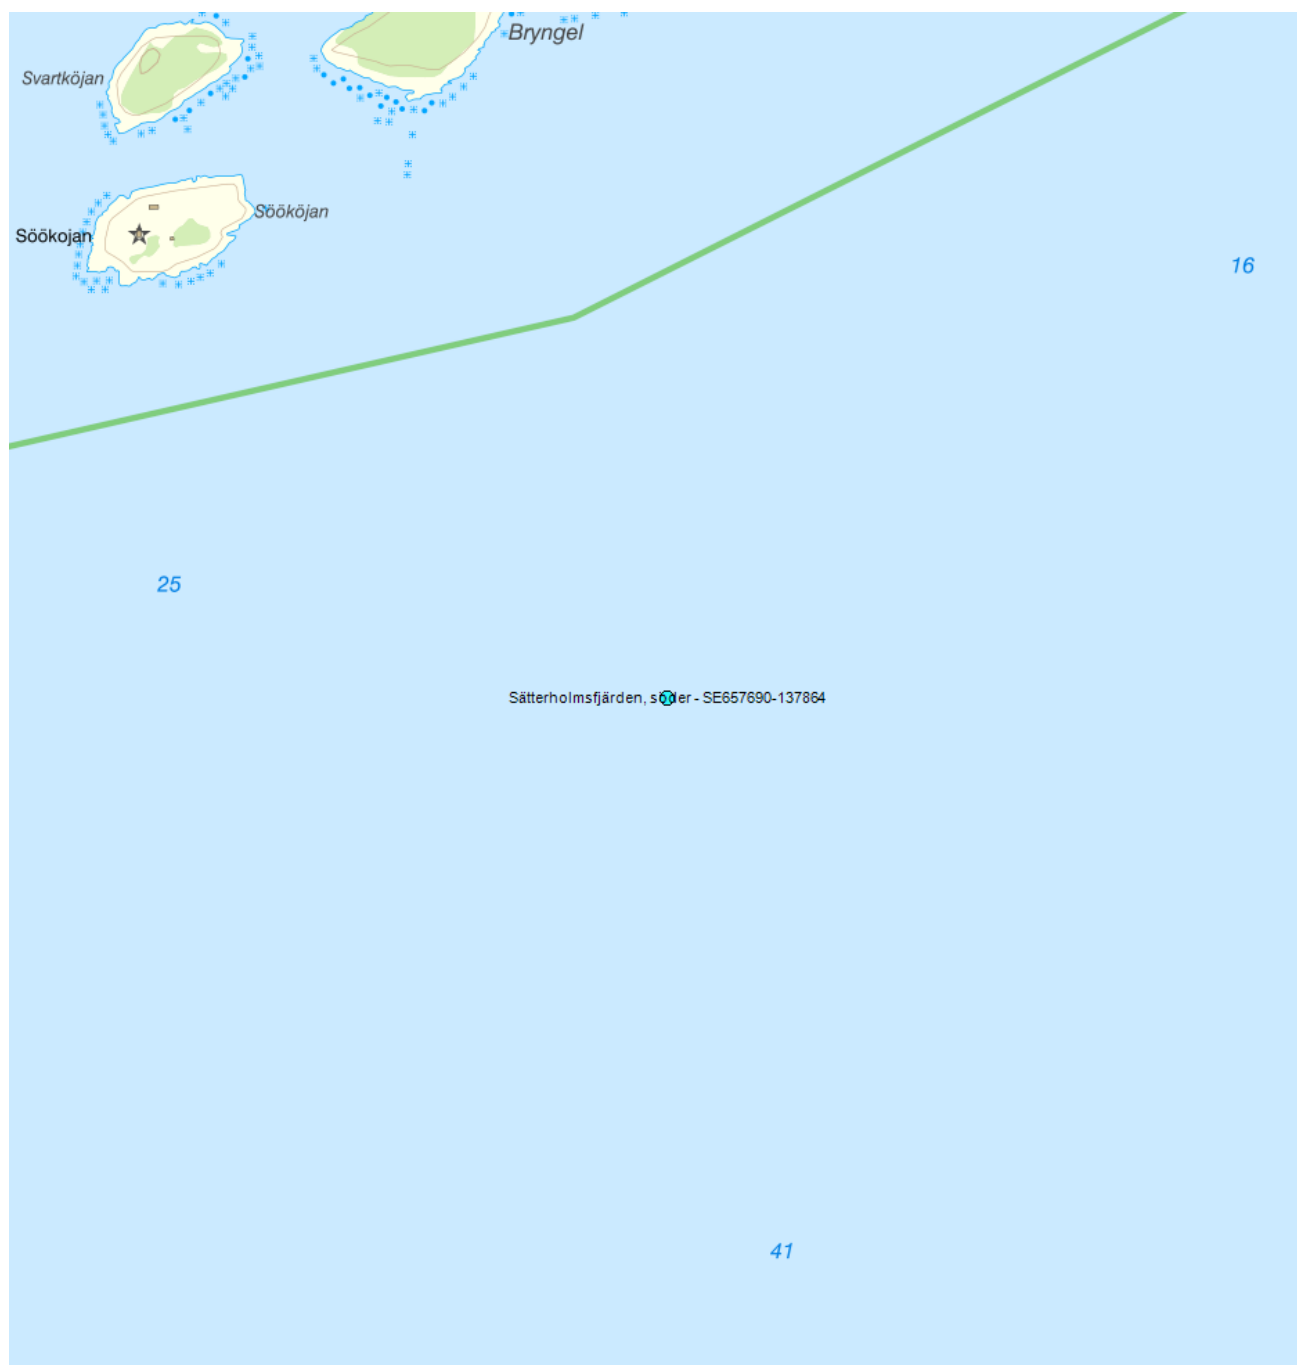 Bryngel
Svartköjan
Söököjan
Söökojan
16
25
Sätterholmsfjärden, söder - SE657690-137864
41